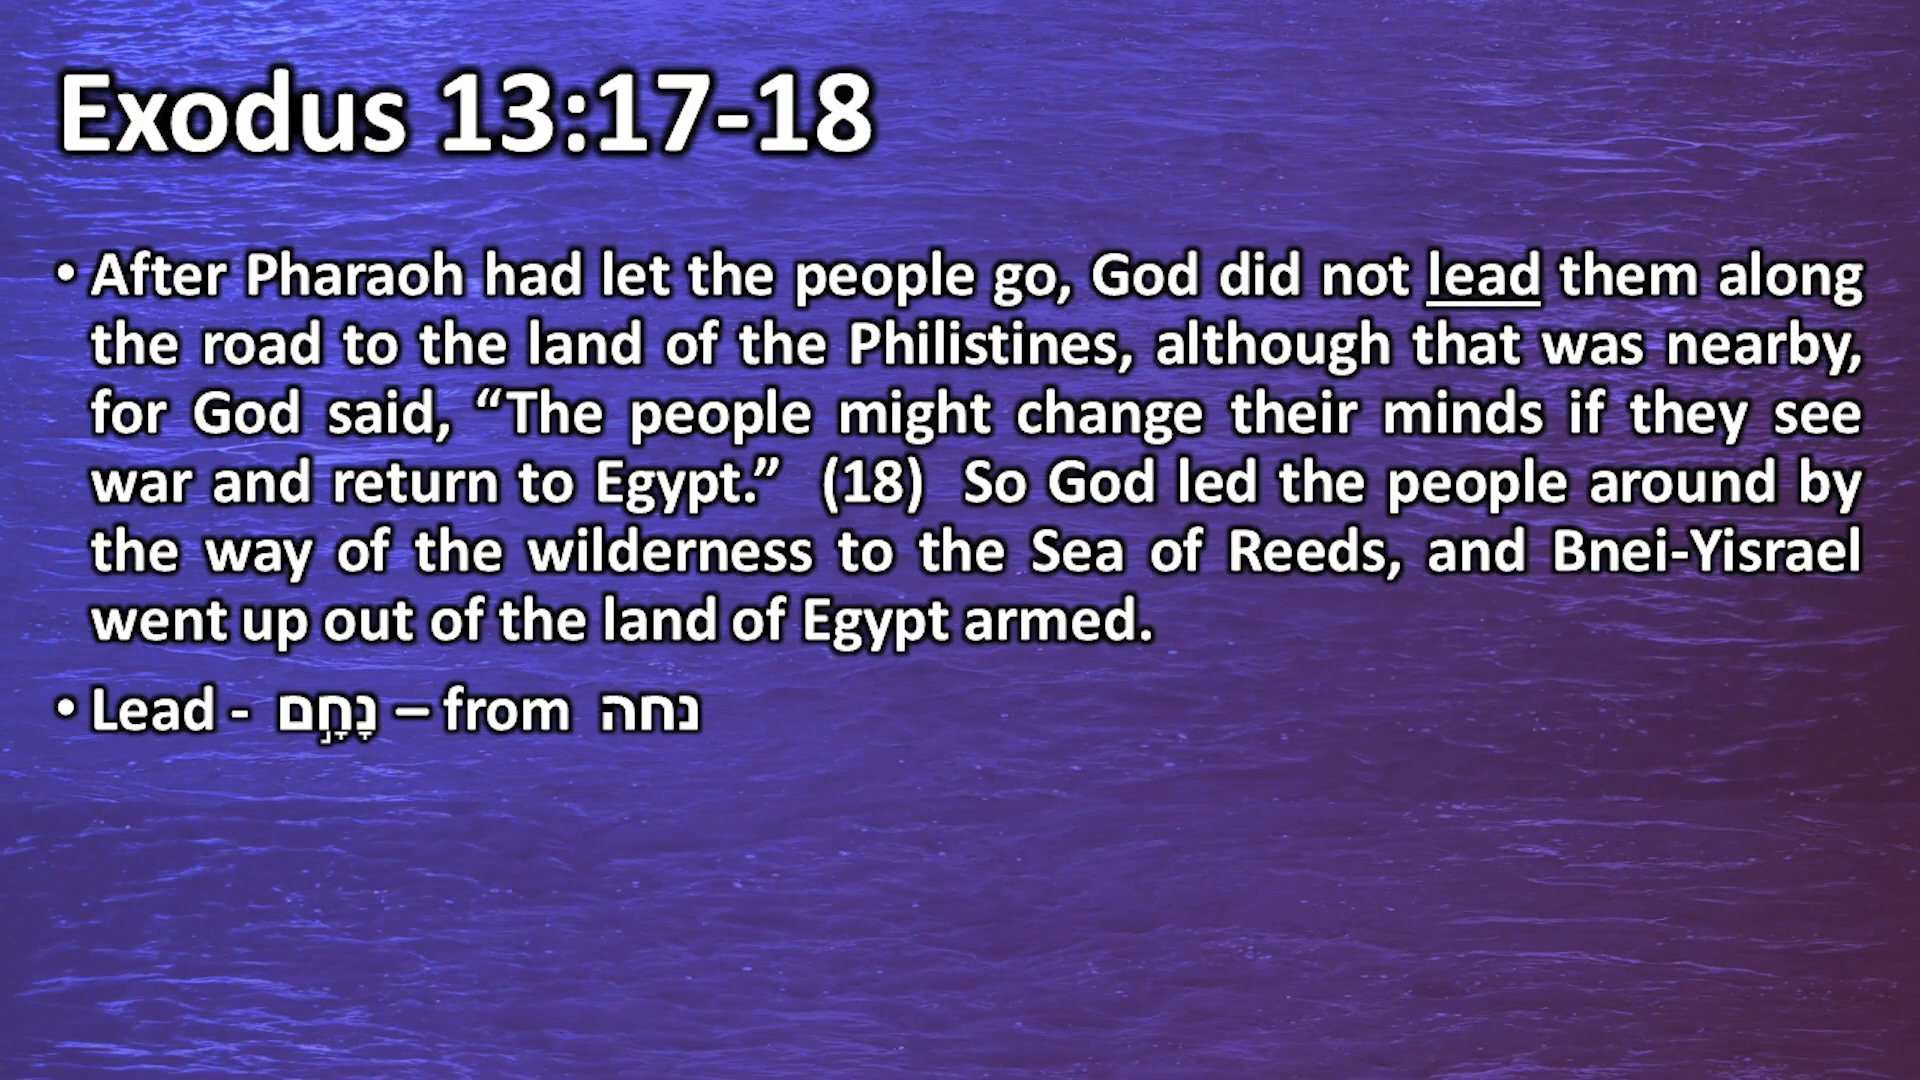 Exodus 13:17-18
• After Pharaoh had let the people go, God did not lead them along
the road to the land of the Philistines, although that was nearby,
for God said, “The people might change their minds if they see
war and return to Egypt.” (18) So God led the people around by
the way of the wilderness to the Sea of Reeds, and Bnei-Yisrael
went up out of the land of Egypt armed.
• Lead - נָחָ֣ם – from נחה